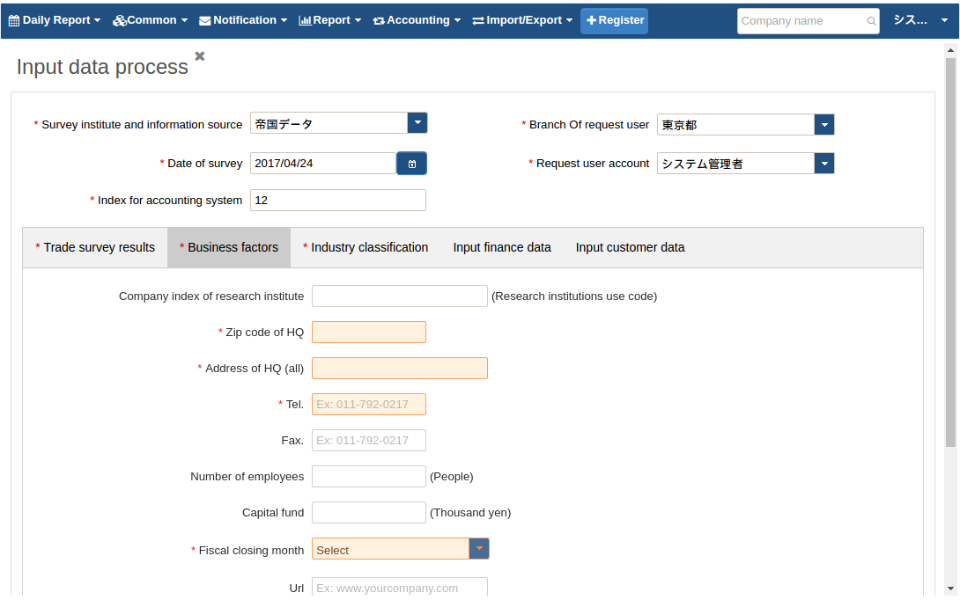 Daily Report Common Notification Report Accounting Import/Export Register Company name シス...
Input data process
* Survey institute and information source 帝国データ * Branch Of request user 東京都
* Date of survey 2017/04/24 * Request user account システム管理者
* Index for accounting system 12
* Trade survey results * Business factors * Industry classification Input finance data Input customer data
Company index of research institute (Research institutions use code)
* Zip code of HQ
* Address of HQ (all)
* Tel. Ex: 011-792-0217
Fax. Ex: 011-792-0217
Number of employees (People)
Capital fund (Thousand yen)
* Fiscal closing month Select
Url Ex: www.yourcompany.com